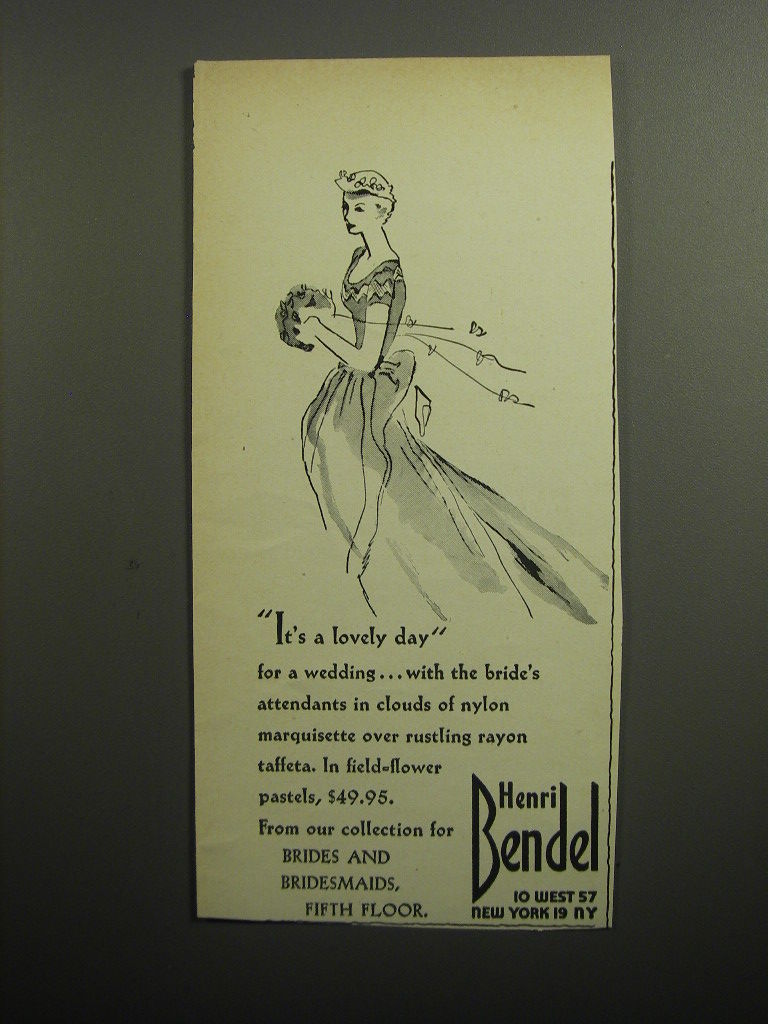 "It's a lovely day"
for a wedding...with the bride's
attendants in clouds of nylon
marquisette over rustling rayon
taffeta. In field-flower
pastels, $49.95.
From our collection for
BRIDES AND
BRIDESMAIDS,
FIFTH FLOOR.
Henri
Bendel
10 WEST 57
NEW YORK 19 NY